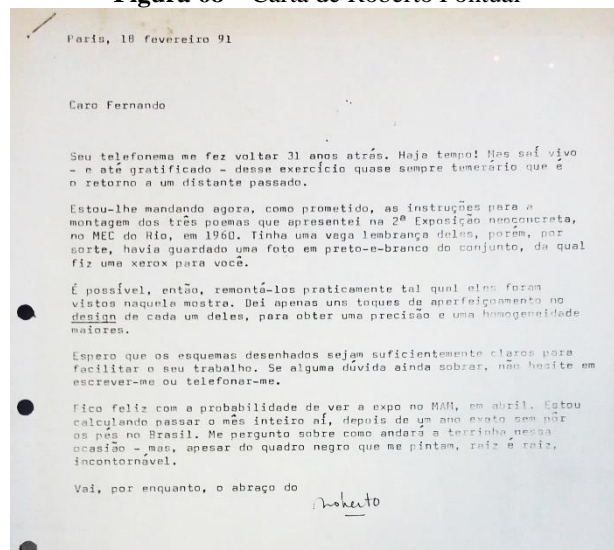 Figura 68 – Carta de Roberto Pontual
Paris, 18 fevereiro 91
Caro Fernando
Seu telefonema me fez voltar 31 anos atrás. Haja tempo! Mas saí vivo
- e até gratificado - desse exercício quase sempre temerário que é
o retorno a um distante passado.
Estou-lhe mandando agora, como prometido, as instruções para a
montagem dos três poemas que apresentei na 2ª Exposição neoconcreta,
no MEC do Rio, em 1960. Tinha uma vaga lembrança deles, porém, por
sorte, havia guardado uma foto em preto-e-branco do conjunto, da qual
fiz uma xerox para você.
É possível, então, remontá-los praticamente tal qual eles foram
vistos naquela mostra. Dei apenas uns toques de aperfeiçoamento no
design de cada um deles, para obter uma precisão e uma homogeneidade
maiores.
Espero que os esquemas desenhados sejam suficientemente claros para
facilitar o seu trabalho. Se alguma dúvida ainda sobrar, não hesite em
escrever-me ou telefonar-me.
Fico feliz com a probabilidade de ver a expo no MAM, em abril. Estou
calculando passar o mês inteiro aí, depois de um ano exato sem pôr
os pés no Brasil. Me pergunto sobre como andará a terrinha nessa
ocasião - mas, apesar do quadro negro que me pintam, raiz é raiz,
incontornável.
Vai, por enquanto, o abraço do
Roberto